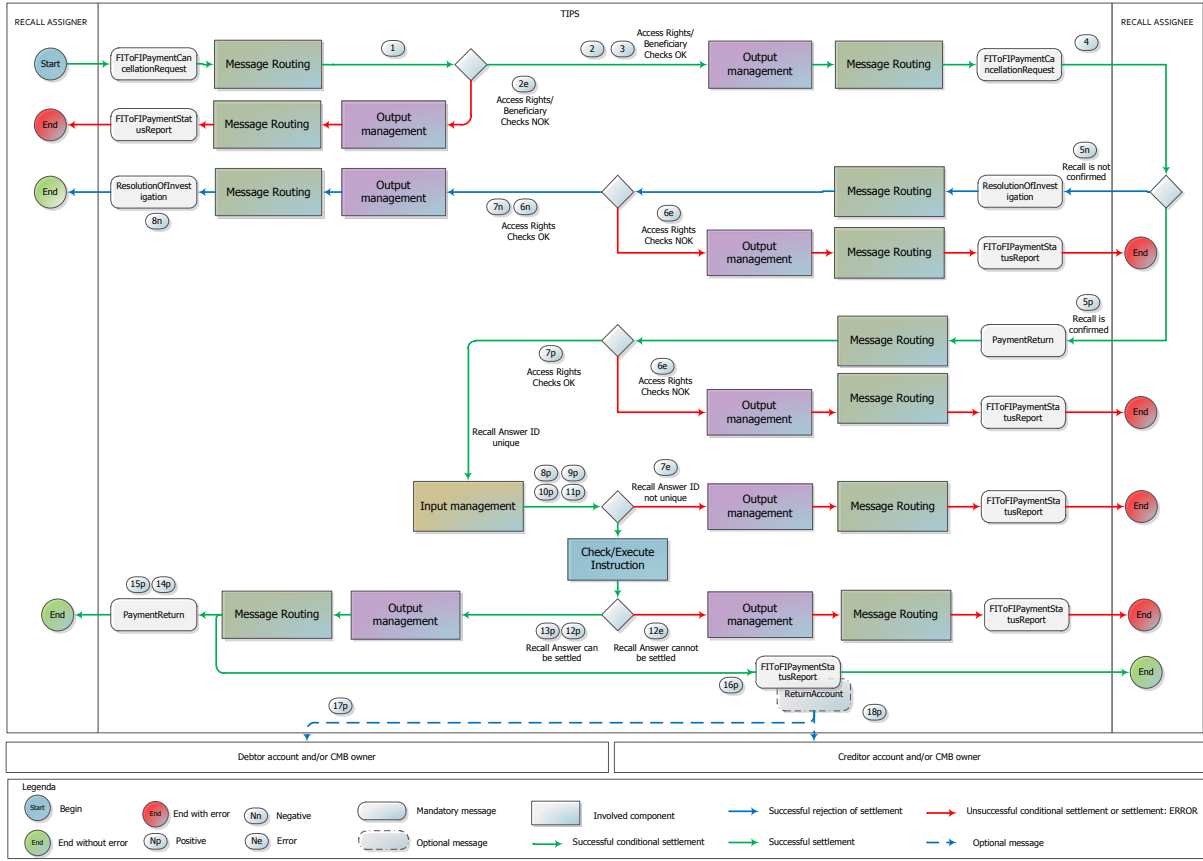 RECALL ASSIGNER
TIPS
RECALL ASSIGNEE
Start
FIToFIPaymentCan
cellationRequest
Message Routing
1
2
3
Access Rights/
Beneficiary
Checks OK
Output
management
Message Routing
FIToFIPaymentCa
ncellationRequest
4
2e
Access Rights/
Beneficiary
Checks NOK
End
FIToFIPaymentStat
usReport
Message Routing
Output
management
End
ResolutionOfInvest
igation
8n
Message Routing
Output
management
7n
6n
Access Rights
Checks OK
6e
Access Rights
Checks NOK
Message Routing
ResolutionOfInvest
igation
5n
Recall is not
confirmed
Output
management
Message Routing
FIToFIPaymentSta
tusReport
End
5p
Recall is
confirmed
7p
Access Rights
Checks OK
6e
Access Rights
Checks NOK
Message Routing
PaymentReturn
Output
management
Message Routing
FIToFIPaymentSta
tusReport
End
Recall Answer ID
unique
Input management
8p
9p
10p
11p
7e
Recall Answer ID
not unique
Output
management
Message Routing
FIToFIPaymentSta
tusReport
End
Check/Execute
Instruction
End
15p
14p
PaymentReturn
Message Routing
Output
management
13p
12p
Recall Answer can
be settled
12e
Recall Answer cannot
be settled
Output
management
Message Routing
FIToFIPaymentSta
tusReport
End
16p
FIToFIPaymentSta
tusReport
ReturnAccount
End
17p
18p
Debtor account and/or CMB owner
Creditor account and/or CMB owner
Legenda
Start
Begin
End
End with error
Nn
Negative
Mandatory message
Involved component
Successful rejection of settlement
Unsuccessful conditional settlement or settlement: ERROR
End
End without error
Np
Positive
Ne
Error
Optional message
Successful conditional settlement
Successful settlement
Optional message